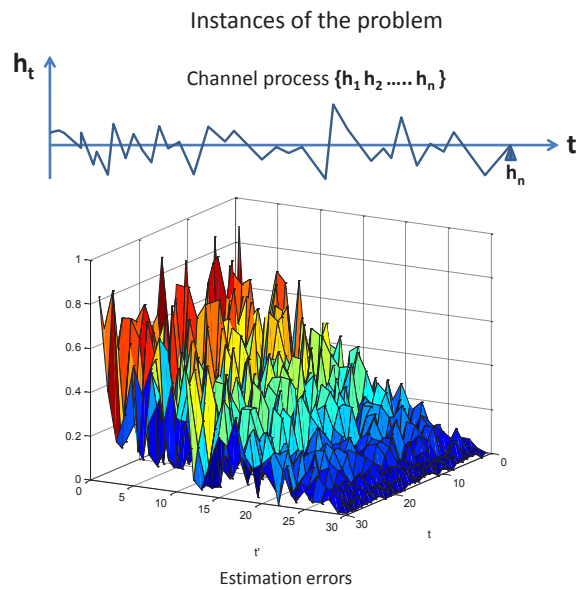 Instances of the problem
h_t
Channel process {h_1 h_2 ..... h_n }
t
h_n
1
0.8
0.6
0.4
0.2
0
0
5
10
15
20
25
30
30
20
10
0
t
t'
Estimation errors